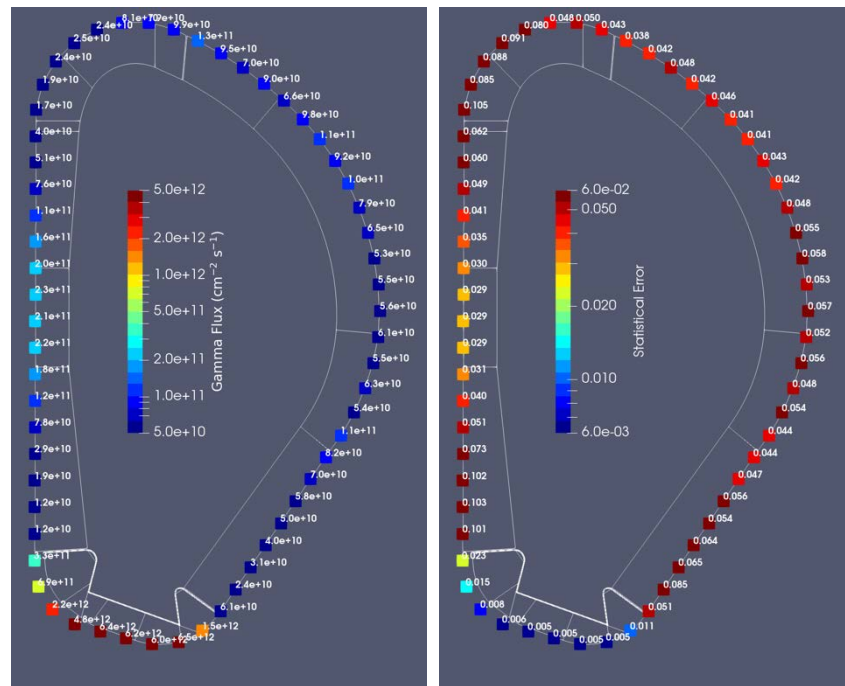 8.1e+10
9.9e+10
2.4e+10
1.3e+11
2.5e+10
9.5e+10
2.4e+10
7.0e+10
1.9e+10
9.0e+10
1.7e+10
6.6e+10
4.0e+10
9.8e+10
5.1e+10
1.1e+11
7.6e+10
9.2e+10
1.1e+11
1.0e+11
1.6e+11
7.9e+10
2.0e+11
6.5e+10
2.3e+11
5.3e+10
2.1e+11
5.5e+10
2.2e+11
5.6e+10
1.8e+11
6.1e+10
1.2e+11
5.5e+10
7.8e+10
6.3e+10
2.9e+10
5.4e+10
1.9e+10
1.1e+11
1.2e+10
8.2e+10
1.2e+10
7.0e+10
5.8e+10
6.9e+11
5.0e+10
2.2e+12
4.0e+10
4.8e+12
3.1e+10
6.4e+12
2.4e+10
6.2e+12
6.1e+10
6.0e+12
1.5e+12
6.5e+12
5.0e+12
2.0e+12
1.0e+12
5.0e+11
2.0e+11
1.0e+11
5.0e+10
Gamma Flux (cm⁻² s⁻¹)
0.048
0.050
0.043
0.080
0.038
0.091
0.042
0.088
0.048
0.085
0.042
0.105
0.046
0.062
0.041
0.060
0.041
0.049
0.043
0.041
0.042
0.035
0.048
0.030
0.055
0.029
0.058
0.029
0.053
0.029
0.057
0.031
0.052
0.040
0.056
0.051
0.048
0.073
0.054
0.102
0.044
0.103
0.044
0.101
0.047
0.023
0.056
0.015
0.054
0.008
0.064
0.006
0.065
0.005
0.085
0.005
0.051
0.005
0.011
0.005
6.0e-02
0.050
0.020
0.010
6.0e-03
Statistical Error